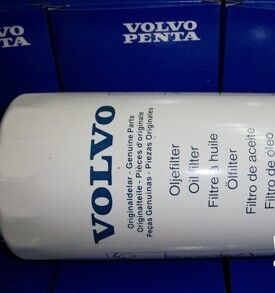 VOLVO
PENTA
VOLVO
PENTA
VOLVO
Originaldelar - Genuine Parts
Originalteile - Pièces d'origine
Peças Genuinas - Piezas Originales
Oljefilter
Oil filter
Filtre à huile
Ölfilter
Filtro de aceite
Filtro de óleo